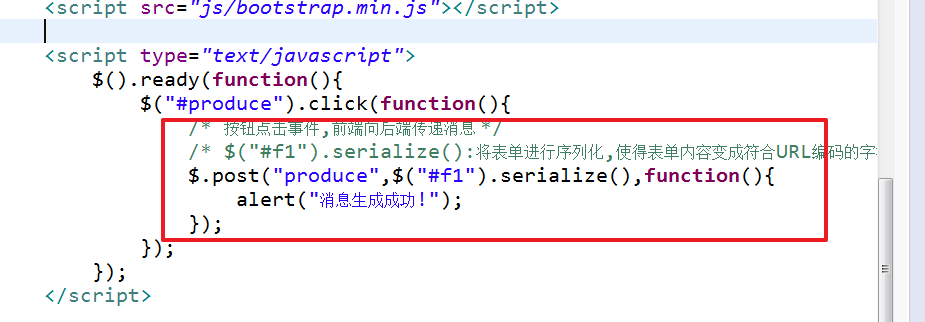 <script src="js/bootstrap.min.js"></script>
<script type="text/javascript">
$().ready(function(){
$("#produce").click(function(){
/* 按钮点击事件,前端向后端传递消息 */
/* $("#f1").serialize():将表单进行序列化,使得表单内容变成符合URL编码的字
$.post("produce",$("#f1").serialize(),function(){
alert("消息生成成功!");
});
});
});
</script>